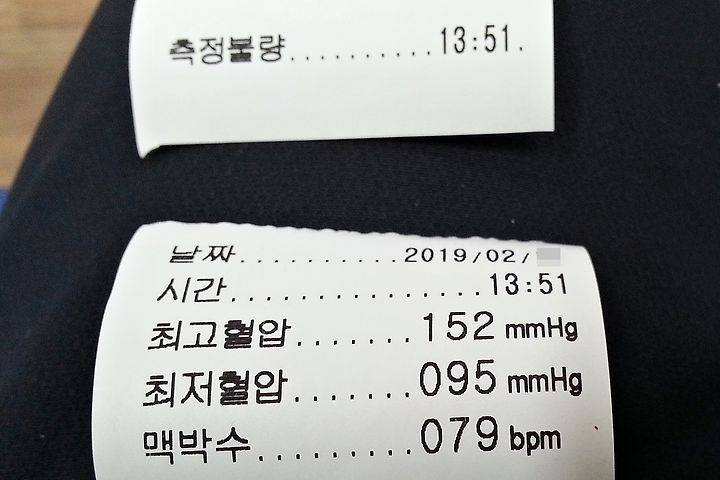 측정불량..........13:51.
날짜..........2019/02/
시간................13:51
최고혈압.......152 mmHg
최저혈압.......095 mmHg
맥박수.........079 bpm